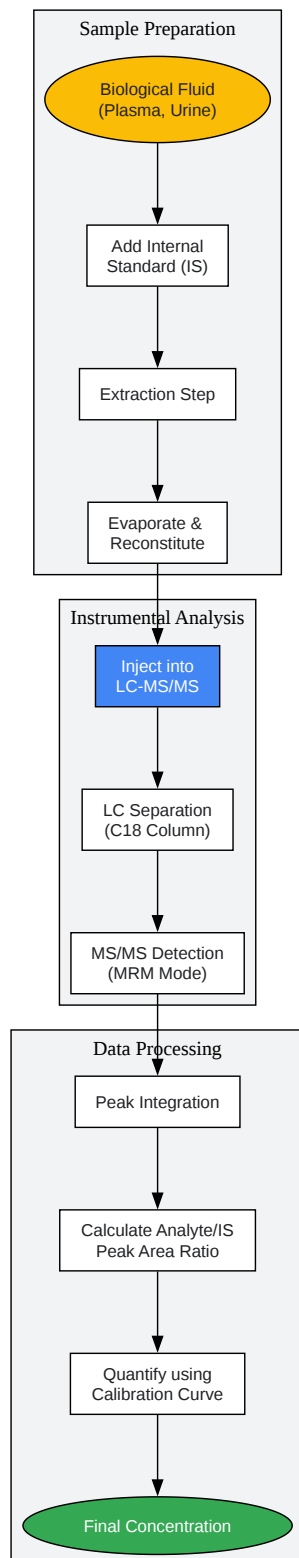 Sample Preparation
Biological Fluid
(Plasma, Urine)
Add Internal
Standard (IS)
Extraction Step
Evaporate &
Reconstitute
Instrumental Analysis
Inject into
LC-MS/MS
LC Separation
(C18 Column)
MS/MS Detection
(MRM Mode)
Data Processing
Peak Integration
Calculate Analyte/IS
Peak Area Ratio
Quantify using
Calibration Curve
Final Concentration